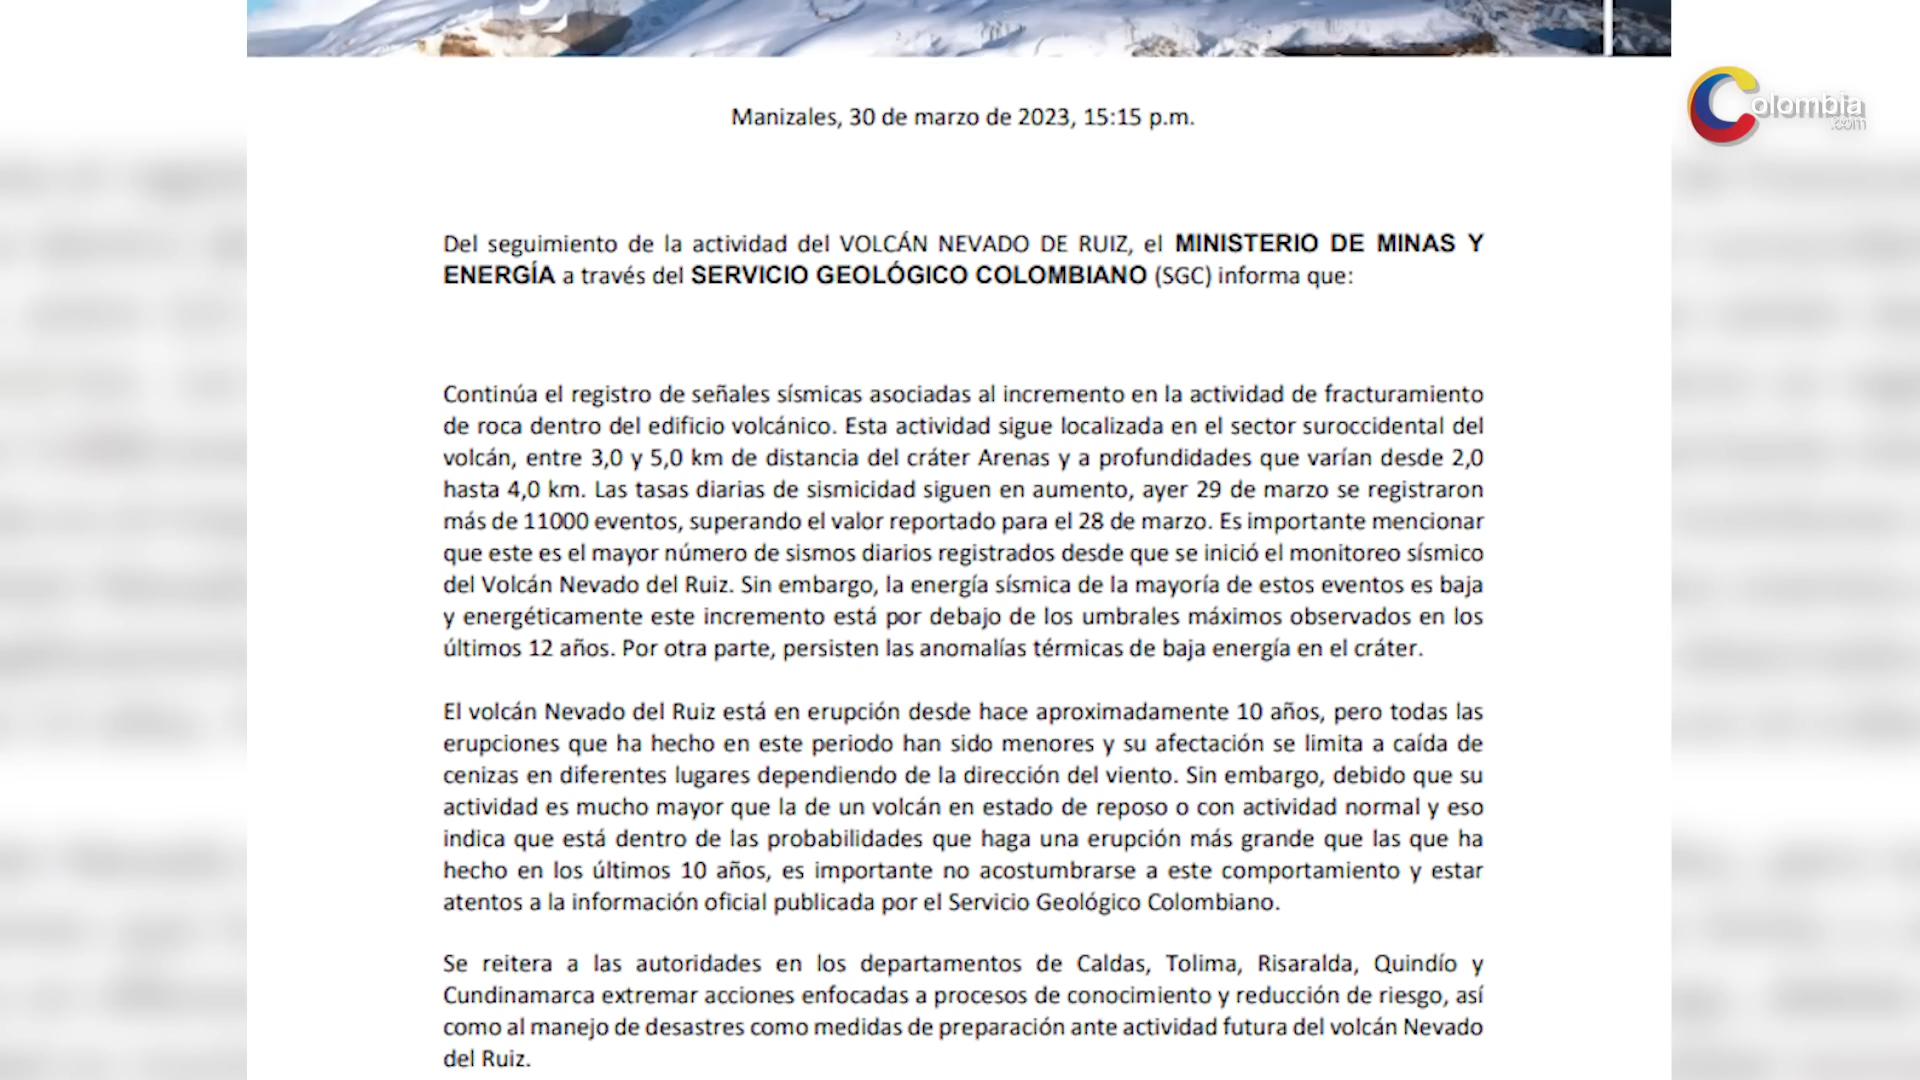 Colombia
.com
Manizales, 30 de marzo de 2023, 15:15 p.m.
Del seguimiento de la actividad del VOLCÁN NEVADO DE RUIZ, el MINISTERIO DE MINAS Y
ENERGÍA a través del SERVICIO GEOLÓGICO COLOMBIANO (SGC) informa que:
Continúa el registro de señales sísmicas asociadas al incremento en la actividad de fracturamiento
de roca dentro del edificio volcánico. Esta actividad sigue localizada en el sector suroccidental del
volcán, entre 3,0 y 5,0 km de distancia del cráter Arenas y a profundidades que varían desde 2,0
hasta 4,0 km. Las tasas diarias de sismicidad siguen en aumento, ayer 29 de marzo se registraron
más de 11000 eventos, superando el valor reportado para el 28 de marzo. Es importante mencionar
que este es el mayor número de sismos diarios registrados desde que se inició el monitoreo sísmico
del Volcán Nevado del Ruiz. Sin embargo, la energía sísmica de la mayoría de estos eventos es baja
y energéticamente este incremento está por debajo de los umbrales máximos observados en los
últimos 12 años. Por otra parte, persisten las anomalías térmicas de baja energía en el cráter.
El volcán Nevado del Ruiz está en erupción desde hace aproximadamente 10 años, pero todas las
erupciones que ha hecho en este periodo han sido menores y su afectación se limita a caída de
cenizas en diferentes lugares dependiendo de la dirección del viento. Sin embargo, debido que su
actividad es mucho mayor que la de un volcán en estado de reposo o con actividad normal y eso
indica que está dentro de las probabilidades que haga una erupción más grande que las que ha
hecho en los últimos 10 años, es importante no acostumbrarse a este comportamiento y estar
atentos a la información oficial publicada por el Servicio Geológico Colombiano.
Se reitera a las autoridades en los departamentos de Caldas, Tolima, Risaralda, Quindío y
Cundinamarca extremar acciones enfocadas a procesos de conocimiento y reducción de riesgo, así
como al manejo de desastres como medidas de preparación ante actividad futura del volcán Nevado
del Ruiz.